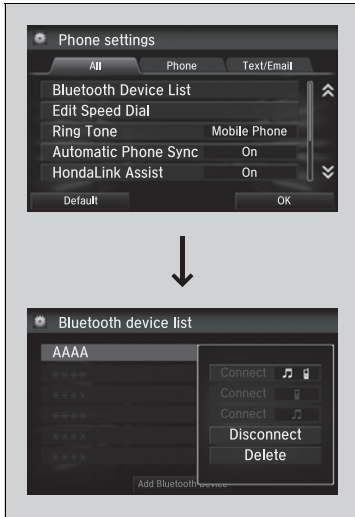 Phone settings
All Phone Text/Email
Bluetooth Device List
Edit Speed Dial
Ring Tone Mobile Phone
Automatic Phone Sync On
HondaLink Assist On
Default OK
Bluetooth device list
AAAA
**** Connect
**** Connect
**** Connect
**** Disconnect
**** Delete
Add Bluetooth Device